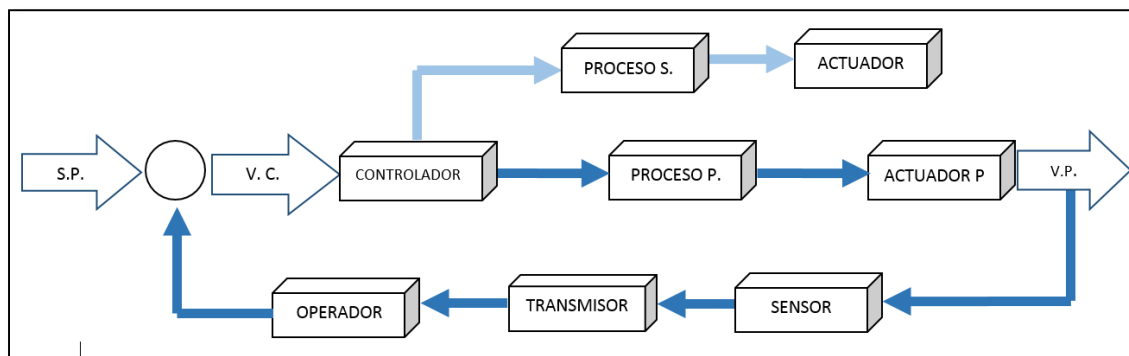 PROCESO S.
ACTUADOR
S.P.
V. C.
CONTROLADOR
PROCESO P.
ACTUADOR P
V.P.
OPERADOR
TRANSMISOR
SENSOR